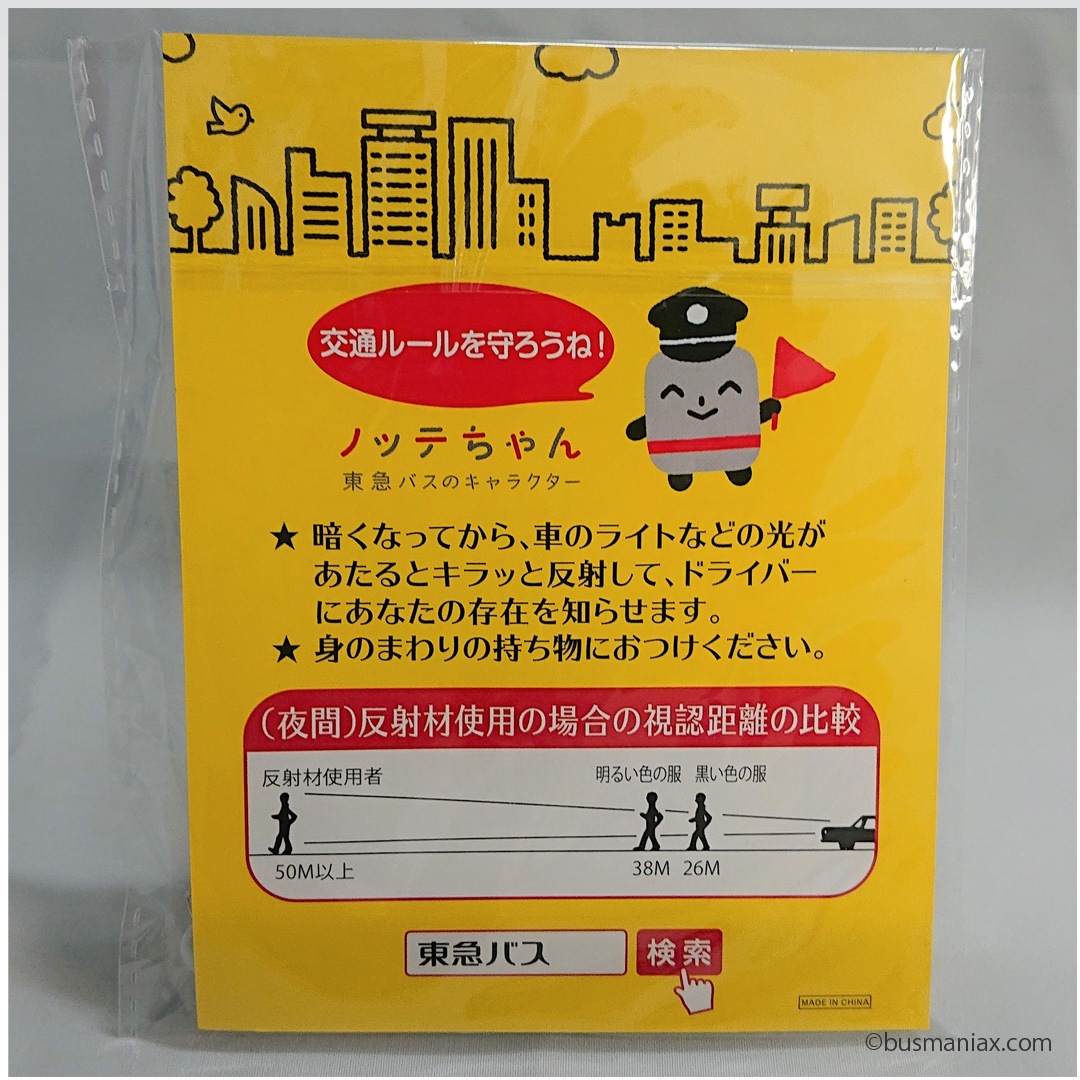 交通ルールを守ろうね！
ノッテちゃん
東急バスのキャラクター
★ 暗くなってから、車のライトなどの光が
あたるとキラッと反射して、ドライバー
にあなたの存在を知らせます。
★ 身のまわりの持ち物におつけください。
（夜間）反射材使用の場合の視認距離の比較
反射材使用者 明るい色の服 黒い色の服
50M以上 38M 26M
東急バス 検索
MADE IN CHINA
©busmaniax.com